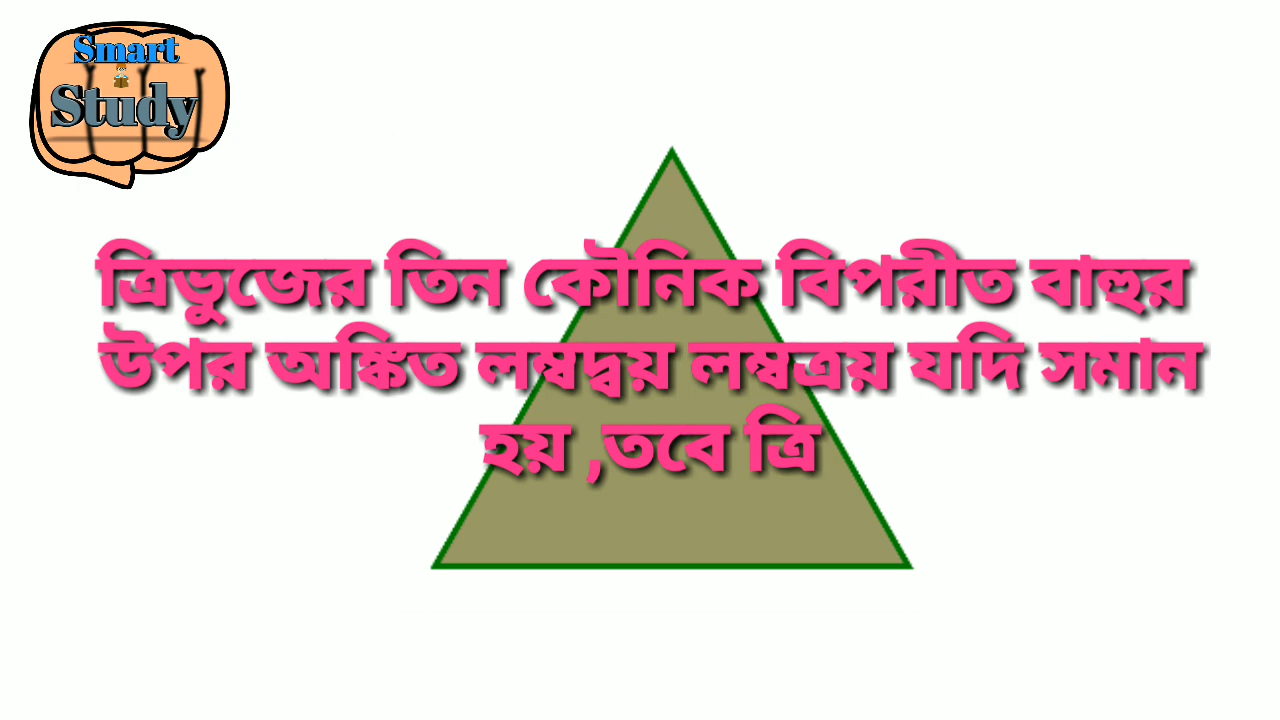 Smart
Study
ত্রিভুজের তিন কৌনিক বিপরীত বাহুর
উপর অঙ্কিত লম্বদ্বয় লম্বত্রয় যদি সমান
হয় ,তবে ত্রি